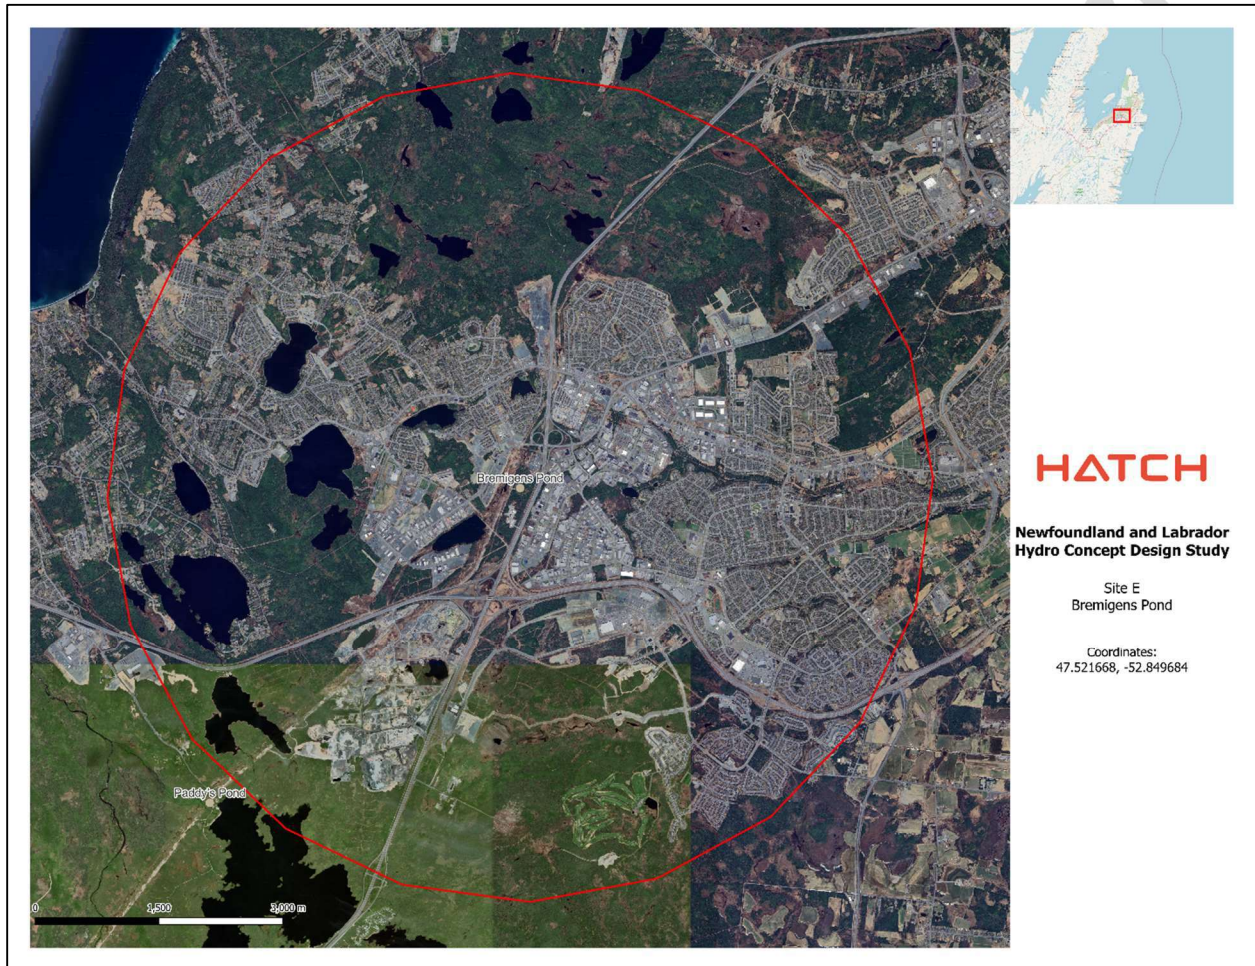 HATCH
Newfoundland and Labrador
Hydro Concept Design Study
Site E
Bremigens Pond
Coordinates:
47.521668, -52.849684
Bremigens Pond
Paddy's Pond
0 1,500 3,000 m